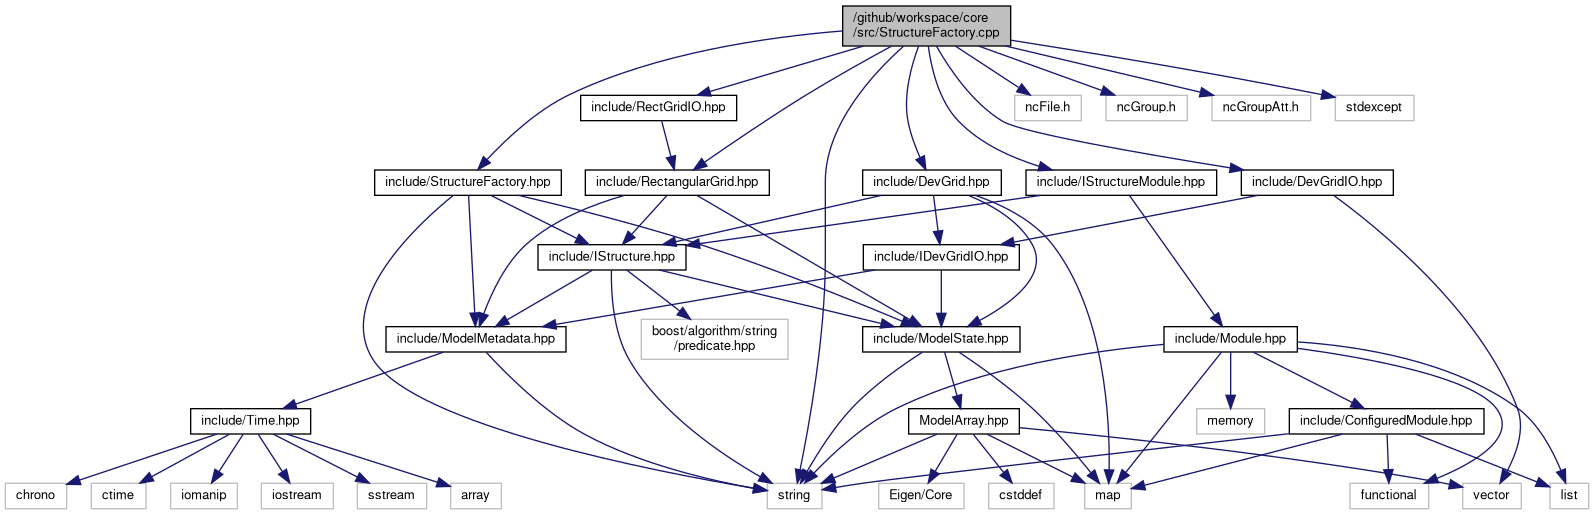 /github/workspace/core
/src/StructureFactory.cpp
include/RectGridIO.hpp
ncFile.h
ncGroup.h
ncGroupAtt.h
stdexcept
include/StructureFactory.hpp
include/RectangularGrid.hpp
include/DevGrid.hpp
include/IStructureModule.hpp
include/DevGridIO.hpp
include/IStructure.hpp
include/IDevGridIO.hpp
include/ModelMetadata.hpp
boost/algorithm/string
/predicate.hpp
include/ModelState.hpp
include/Module.hpp
include/Time.hpp
ModelArray.hpp
memory
include/ConfiguredModule.hpp
chrono
ctime
iomanip
iostream
sstream
array
string
Eigen/Core
cstddef
map
functional
vector
list